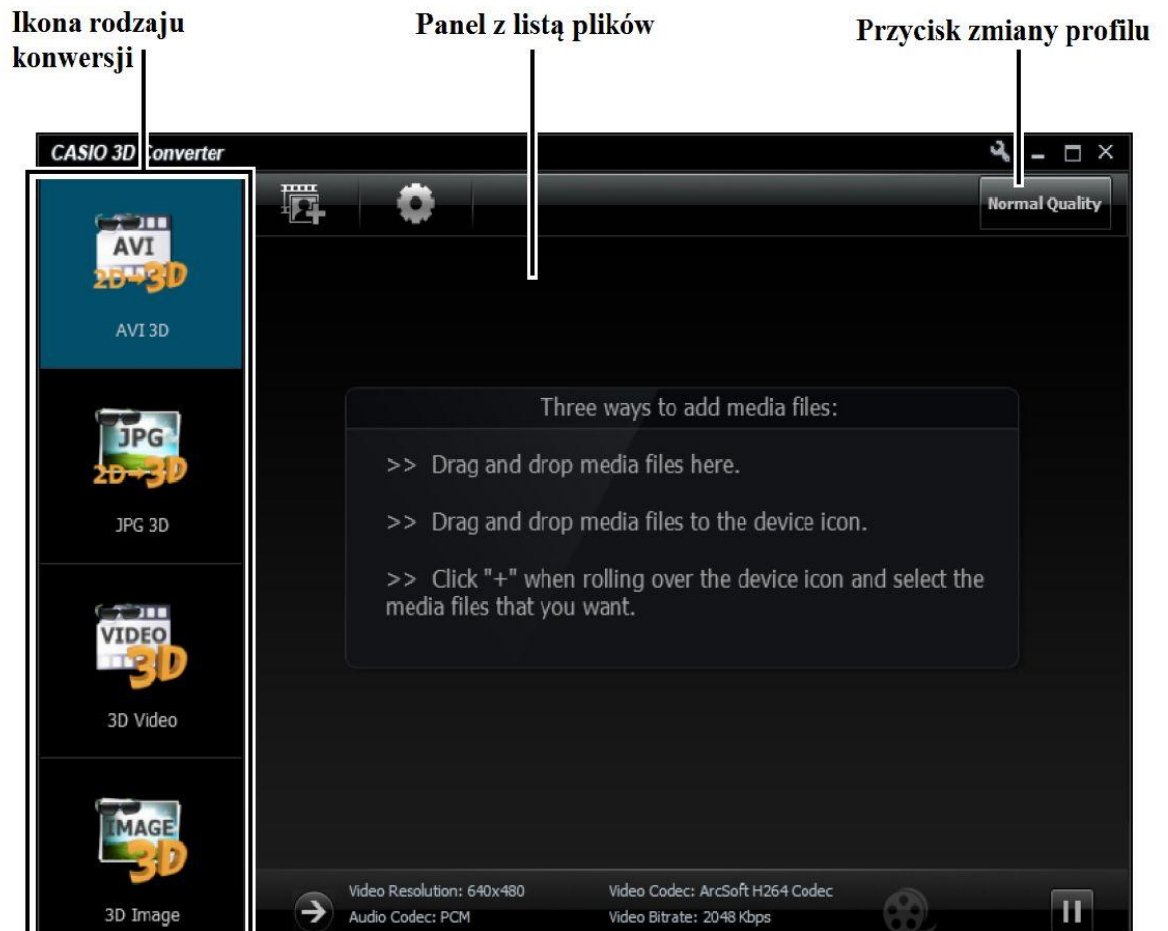 Ikona rodzaju
konwersji
Panel z listą plików
Przycisk zmiany profilu
CASIO 3D Converter
Normal Quality
AVI
2D→3D
AVI 3D
JPG
2D→3D
JPG 3D
VIDEO
3D
3D Video
IMAGE
3D
3D Image
Three ways to add media files:
>> Drag and drop media files here.
>> Drag and drop media files to the device icon.
>> Click "+" when rolling over the device icon and select the
media files that you want.
Video Resolution: 640x480
Video Codec: ArcSoft H264 Codec
Audio Codec: PCM
Video Bitrate: 2048 Kbps